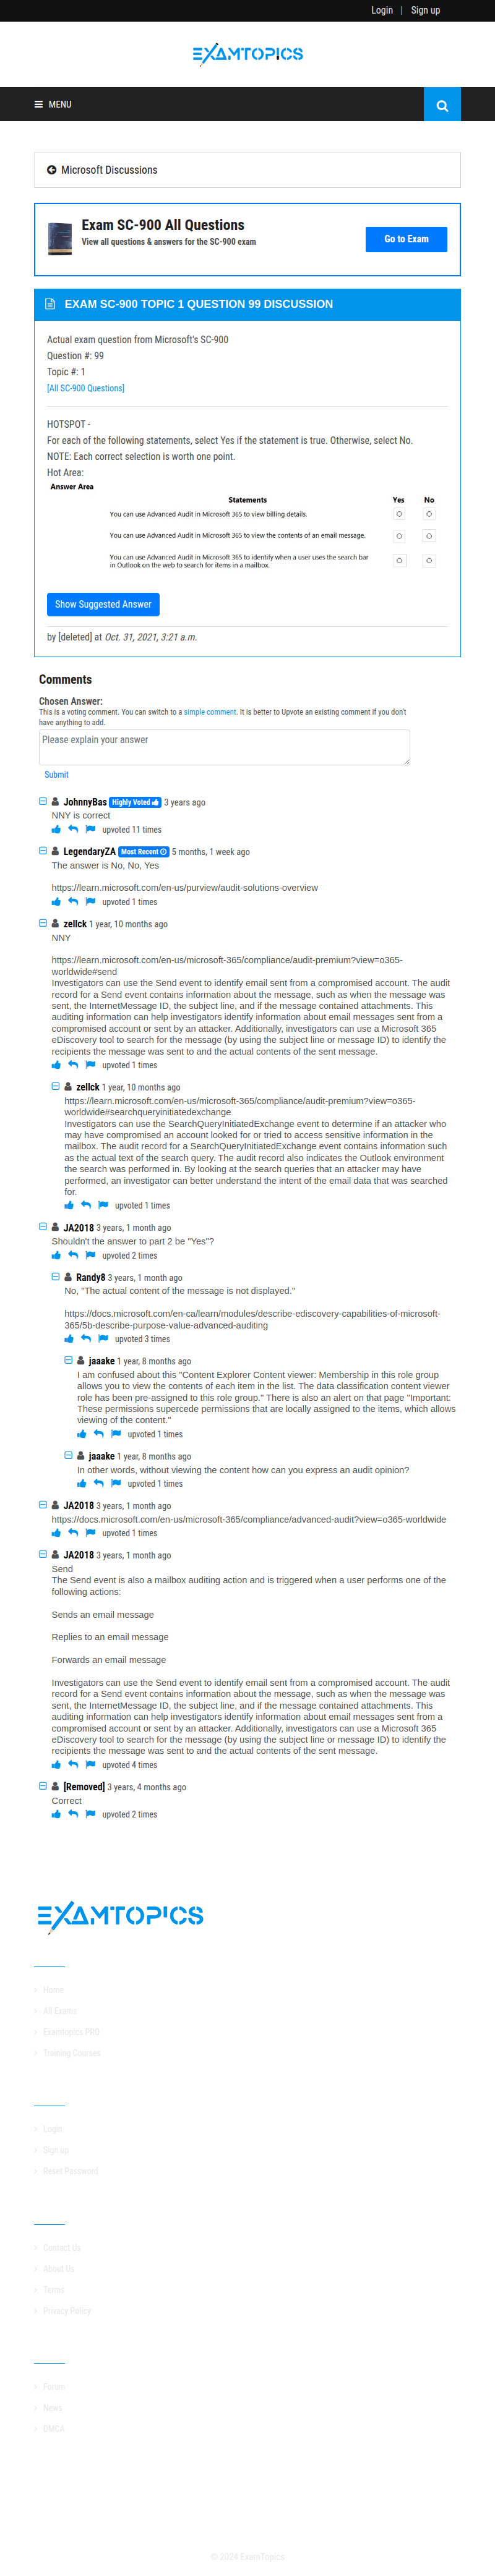 Login | Sign up
EXAMTOPICS
MENU
Microsoft Discussions
Exam SC-900 All Questions
View all questions & answers for the SC-900 exam
Go to Exam
EXAM SC-900 TOPIC 1 QUESTION 99 DISCUSSION
Actual exam question from Microsoft's SC-900
Question #: 99
Topic #: 1
[All SC-900 Questions]
HOTSPOT -
For each of the following statements, select Yes if the statement is true. Otherwise, select No.
NOTE: Each correct selection is worth one point.
Hot Area:
Answer Area
Statements Yes No
You can use Advanced Audit in Microsoft 365 to view billing details.
You can use Advanced Audit in Microsoft 365 to view the contents of an email message.
You can use Advanced Audit in Microsoft 365 to identify when a user uses the search bar
in Outlook on the web to search for items in a mailbox.
Show Suggested Answer
by [deleted] at Oct. 31, 2021, 3:21 a.m.
Comments
Chosen Answer:
This is a voting comment. You can switch to a simple comment. It is better to Upvote an existing comment if you don't
have anything to add.
Please explain your answer
Submit
JohnnyBas Highly Voted 3 years ago
NNY is correct
upvoted 11 times
LegendaryZA Most Recent 5 months, 1 week ago
The answer is No, No, Yes
https://learn.microsoft.com/en-us/purview/audit-solutions-overview
upvoted 1 times
zellck 1 year, 10 months ago
NNY
https://learn.microsoft.com/en-us/microsoft-365/compliance/audit-premium?view=o365-
worldwide#send
Investigators can use the Send event to identify email sent from a compromised account. The audit
record for a Send event contains information about the message, such as when the message was
sent, the InternetMessage ID, the subject line, and if the message contained attachments. This
auditing information can help investigators identify information about email messages sent from a
compromised account or sent by an attacker. Additionally, investigators can use a Microsoft 365
eDiscovery tool to search for the message (by using the subject line or message ID) to identify the
recipients the message was sent to and the actual contents of the sent message.
upvoted 1 times
zellck 1 year, 10 months ago
https://learn.microsoft.com/en-us/microsoft-365/compliance/audit-premium?view=o365-
worldwide#searchqueryinitiatedexchange
Investigators can use the SearchQueryInitiatedExchange event to determine if an attacker who
may have compromised an account looked for or tried to access sensitive information in the
mailbox. The audit record for a SearchQueryInitiatedExchange event contains information such
as the actual text of the search query. The audit record also indicates the Outlook environment
the search was performed in. By looking at the search queries that an attacker may have
performed, an investigator can better understand the intent of the email data that was searched
for.
upvoted 1 times
JA2018 3 years, 1 month ago
Shouldn't the answer to part 2 be "Yes"?
upvoted 2 times
Randy8 3 years, 1 month ago
No, "The actual content of the message is not displayed."
https://docs.microsoft.com/en-ca/learn/modules/describe-ediscovery-capabilities-of-microsoft-
365/5b-describe-purpose-value-advanced-auditing
upvoted 3 times
jaaake 1 year, 8 months ago
I am confused about this "Content Explorer Content viewer: Membership in this role group
allows you to view the contents of each item in the list. The data classification content viewer
role has been pre-assigned to this role group." There is also an alert on that page "Important:
These permissions supercede permissions that are locally assigned to the items, which allows
viewing of the content."
upvoted 1 times
jaaake 1 year, 8 months ago
In other words, without viewing the content how can you express an audit opinion?
upvoted 1 times
JA2018 3 years, 1 month ago
https://docs.microsoft.com/en-us/microsoft-365/compliance/advanced-audit?view=o365-worldwide
upvoted 1 times
JA2018 3 years, 1 month ago
Send
The Send event is also a mailbox auditing action and is triggered when a user performs one of the
following actions:
Sends an email message
Replies to an email message
Forwards an email message
Investigators can use the Send event to identify email sent from a compromised account. The audit
record for a Send event contains information about the message, such as when the message was
sent, the InternetMessage ID, the subject line, and if the message contained attachments. This
auditing information can help investigators identify information about email messages sent from a
compromised account or sent by an attacker. Additionally, investigators can use a Microsoft 365
eDiscovery tool to search for the message (by using the subject line or message ID) to identify the
recipients the message was sent to and the actual contents of the sent message.
upvoted 4 times
[Removed] 3 years, 4 months ago
Correct
upvoted 2 times
EXAMTOPICS
Home
All Exams
Examtopics PRO
Training Courses
Login
Sign up
Reset Password
Contact Us
About Us
Terms
Privacy Policy
Forum
News
DMCA
© 2024 ExamTopics